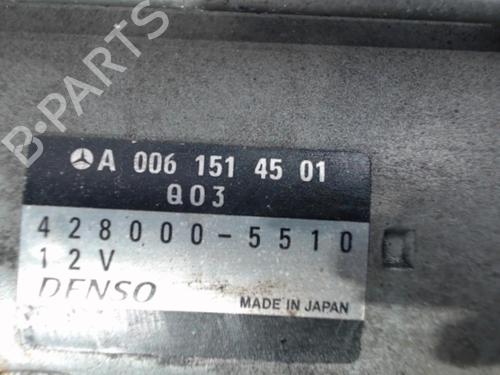 A 006 151 45 01
Q03
428000-5510
12V
DENSO
MADE IN JAPAN
B-PARTS